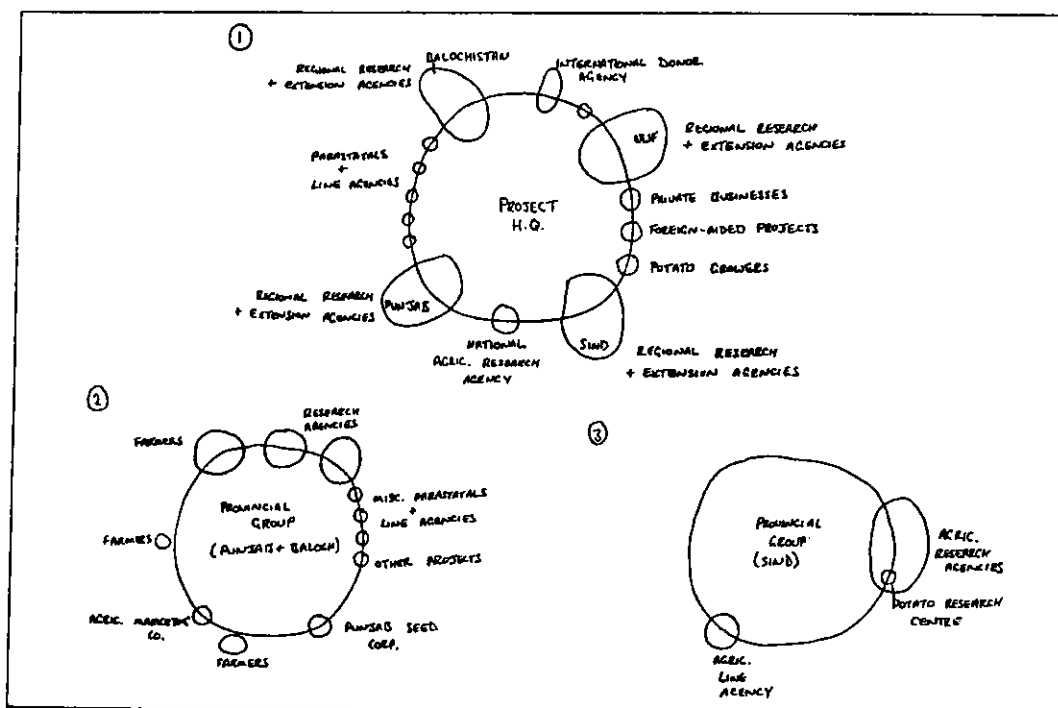 1
BALOCHISTAN
REGIONAL RESEARCH
+ EXTENSION AGENCIES
INTERNATIONAL DONOR
AGENCY
REGIONAL RESEARCH
+ EXTENSION AGENCIES
PARASTATALS
+
LINE AGENCIES
PROJECT
H.Q.
PRIVATE BUSINESSES
FOREIGN-AIDED PROJECTS
POTATO GROWERS
REGIONAL RESEARCH
+ EXTENSION AGENCIES
PUNJAB
NATIONAL
AGRIC. RESEARCH
AGENCY
SIND
REGIONAL RESEARCH
+ EXTENSION AGENCIES
2
FARMERS
RESEARCH
AGENCIES
MISC. PARASTATALS
+
LINE AGENCIES
PROVINCIAL
GROUP
(PUNJAB + BALOCH)
FARMERS
OTHER PROJECTS
AGRIC. MARKETING
CO.
FARMERS
PUNJAB SEED
CORP.
3
PROVINCIAL
GROUP
(SIND)
AGRIC.
RESEARCH
AGENCIES
POTATO RESEARCH
CENTRE
AGRIC.
LINE
AGENCY